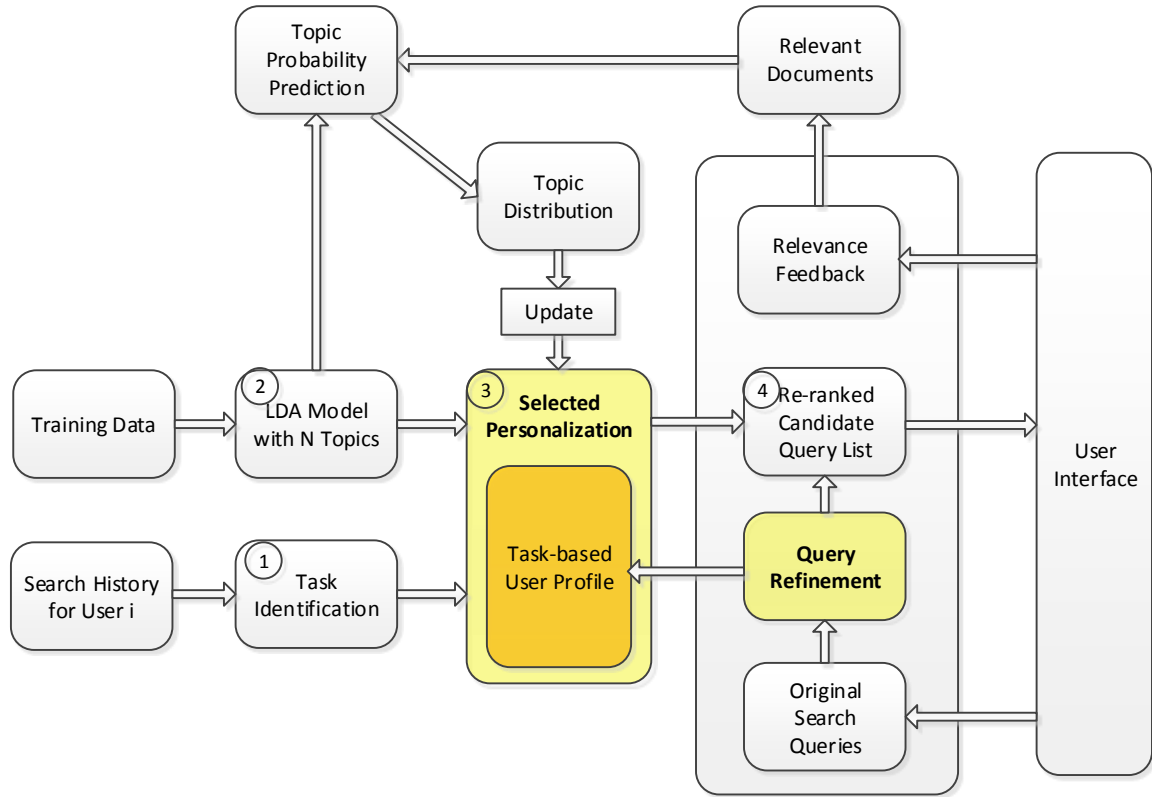 Topic
Probability
Prediction
Relevant
Documents
Topic
Distribution
Relevance
Feedback
Update
Training Data
2
LDA Model
with N Topics
3
Selected
Personalization
4
Re-ranked
Candidate
Query List
User
Interface
Search History
for User i
1
Task
Identification
Task-based
User Profile
Query
Refinement
Original
Search
Queries